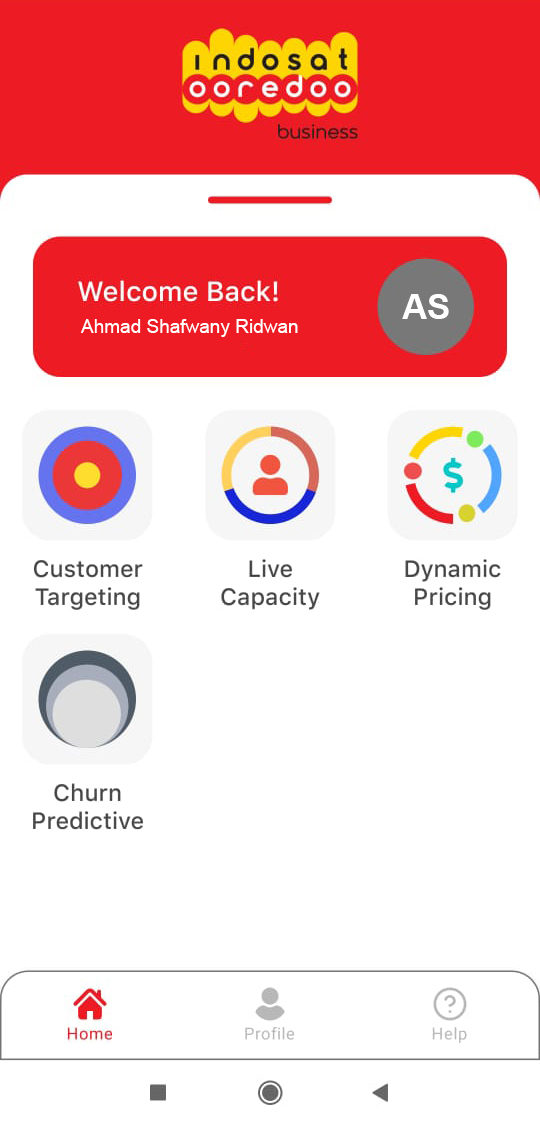 indosat
ooredoo
business
Welcome Back!
Ahmad Shafwany Ridwan
AS
Customer
Targeting
Live
Capacity
$
Dynamic
Pricing
Churn
Predictive
Home
Profile
?
Help